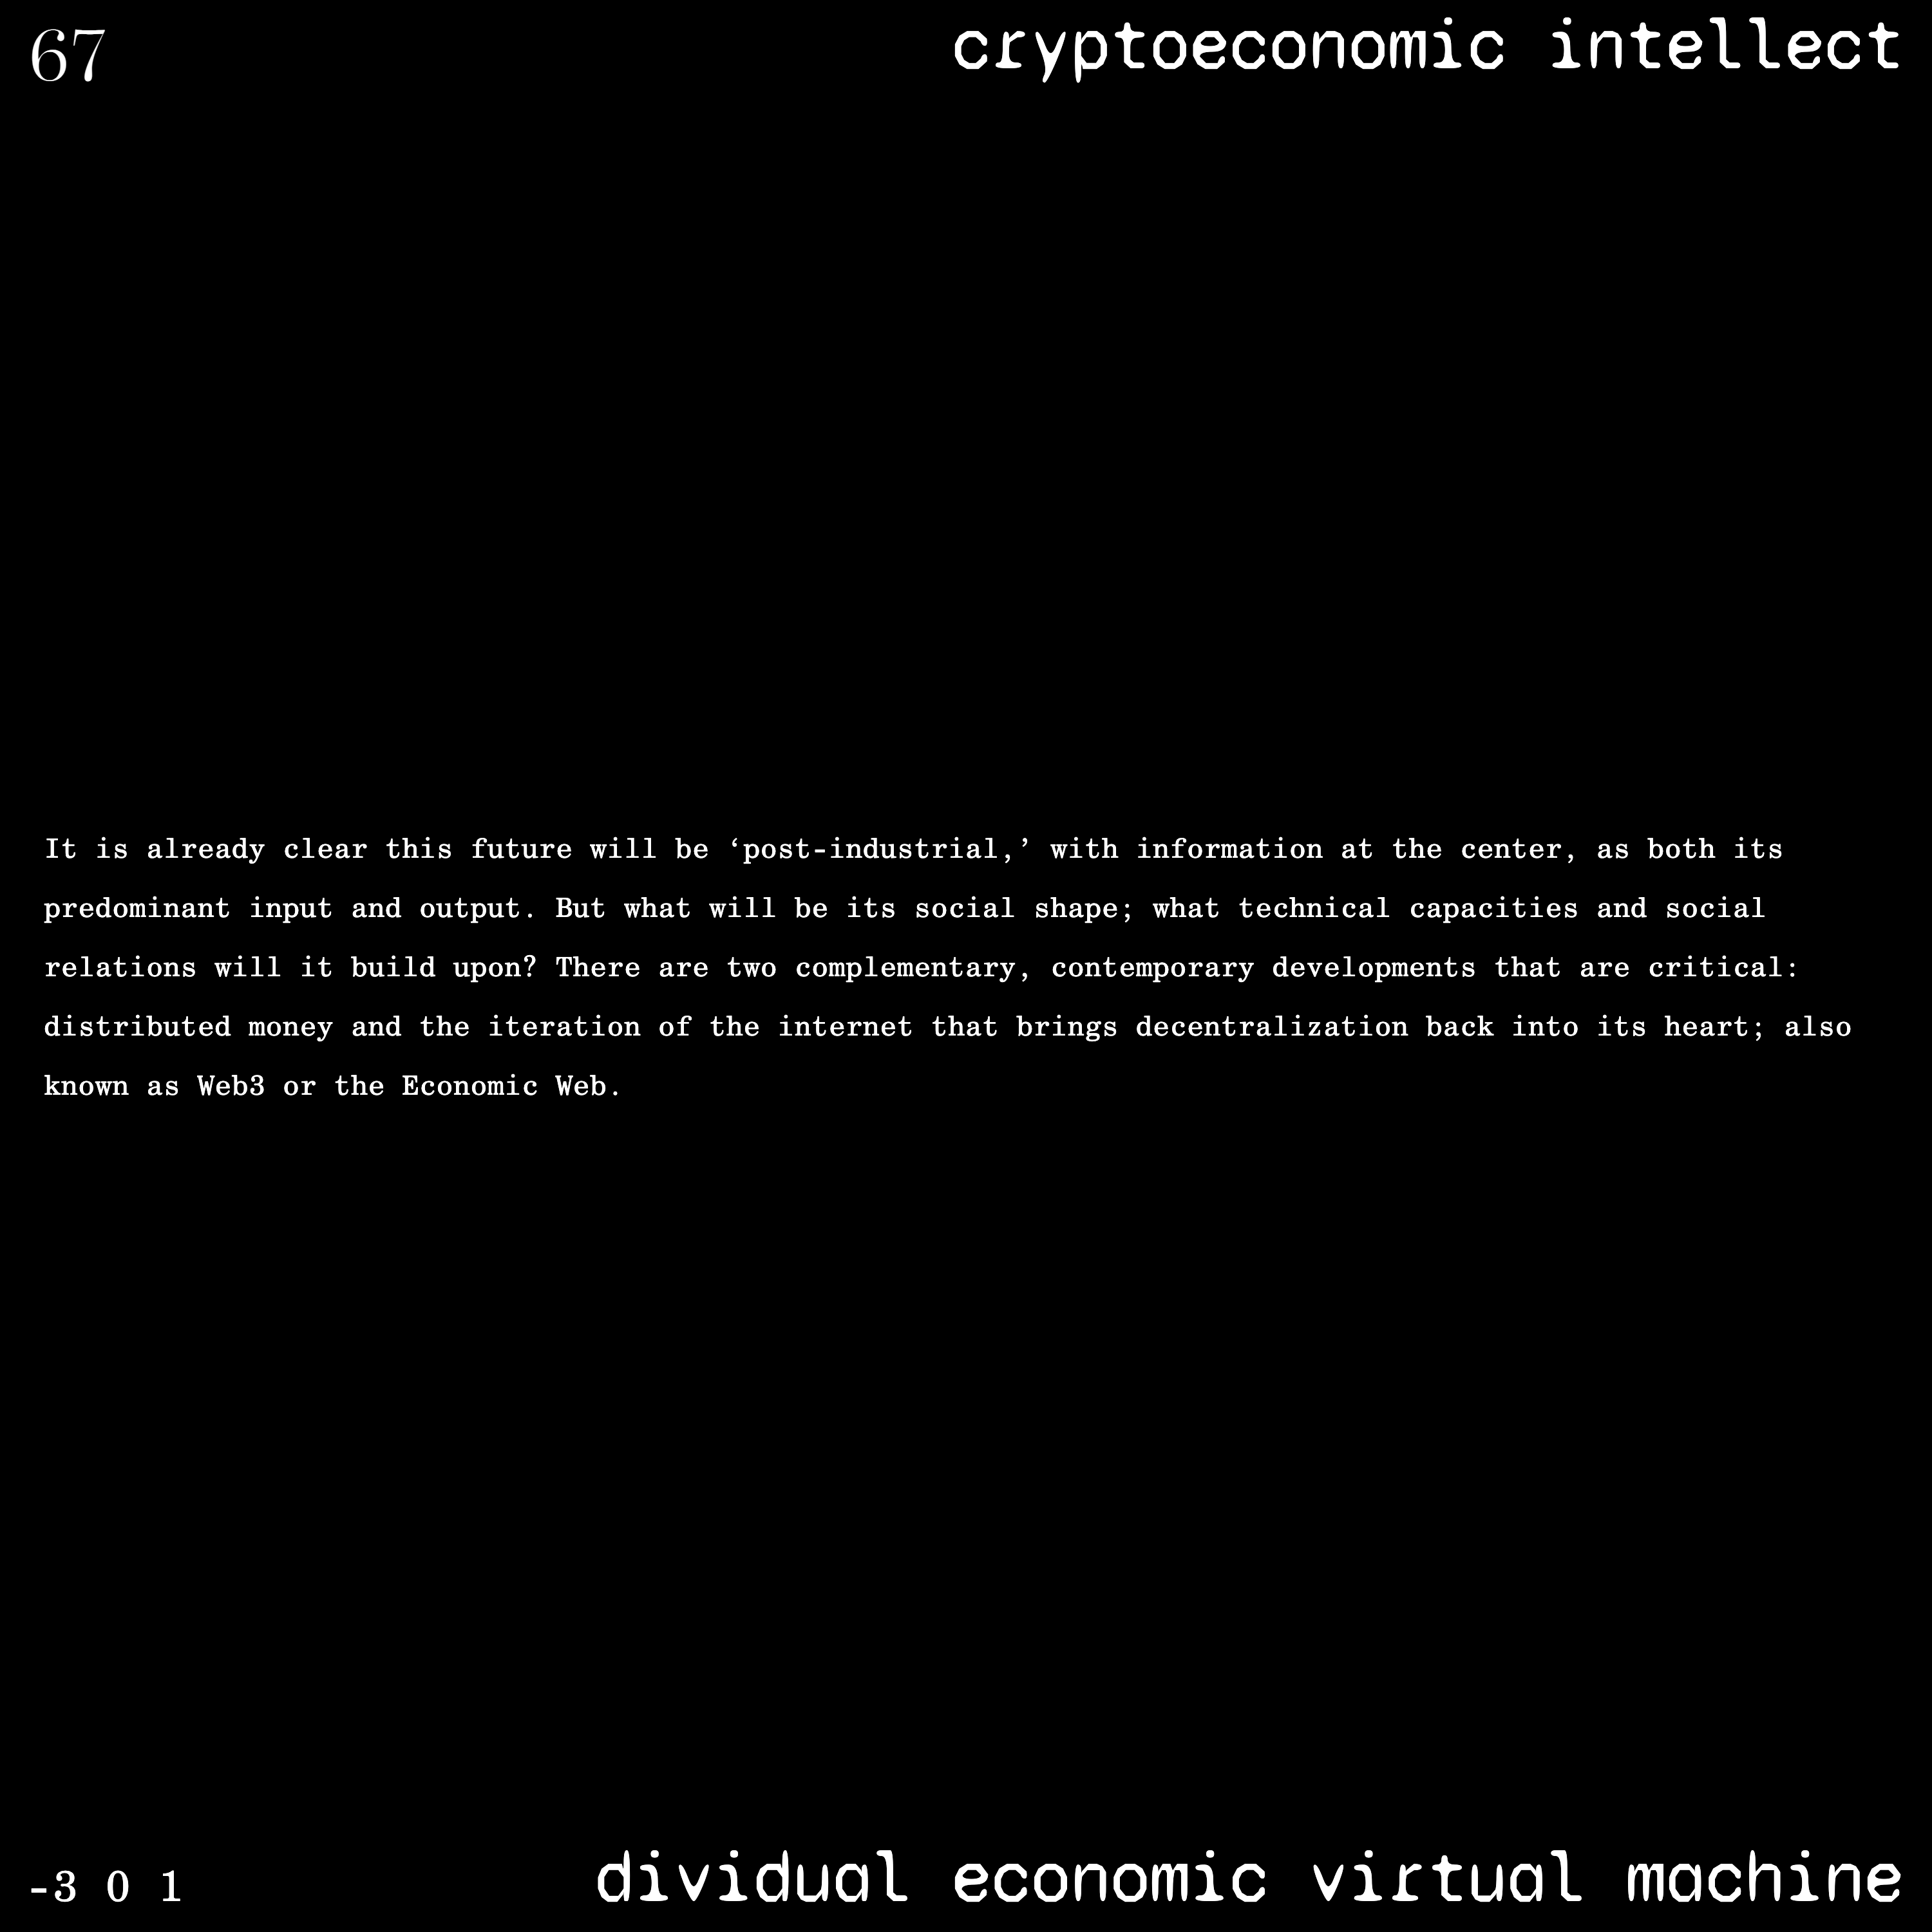 67
cryptoeconomic intellect
It is already clear this future will be ‘post-industrial,’ with information at the center, as both its
predominant input and output. But what will be its social shape; what technical capacities and social
relations will it build upon? There are two complementary, contemporary developments that are critical:
distributed money and the iteration of the internet that brings decentralization back into its heart; also
known as Web3 or the Economic Web.
-3 0 1
dividual economic virtual machine